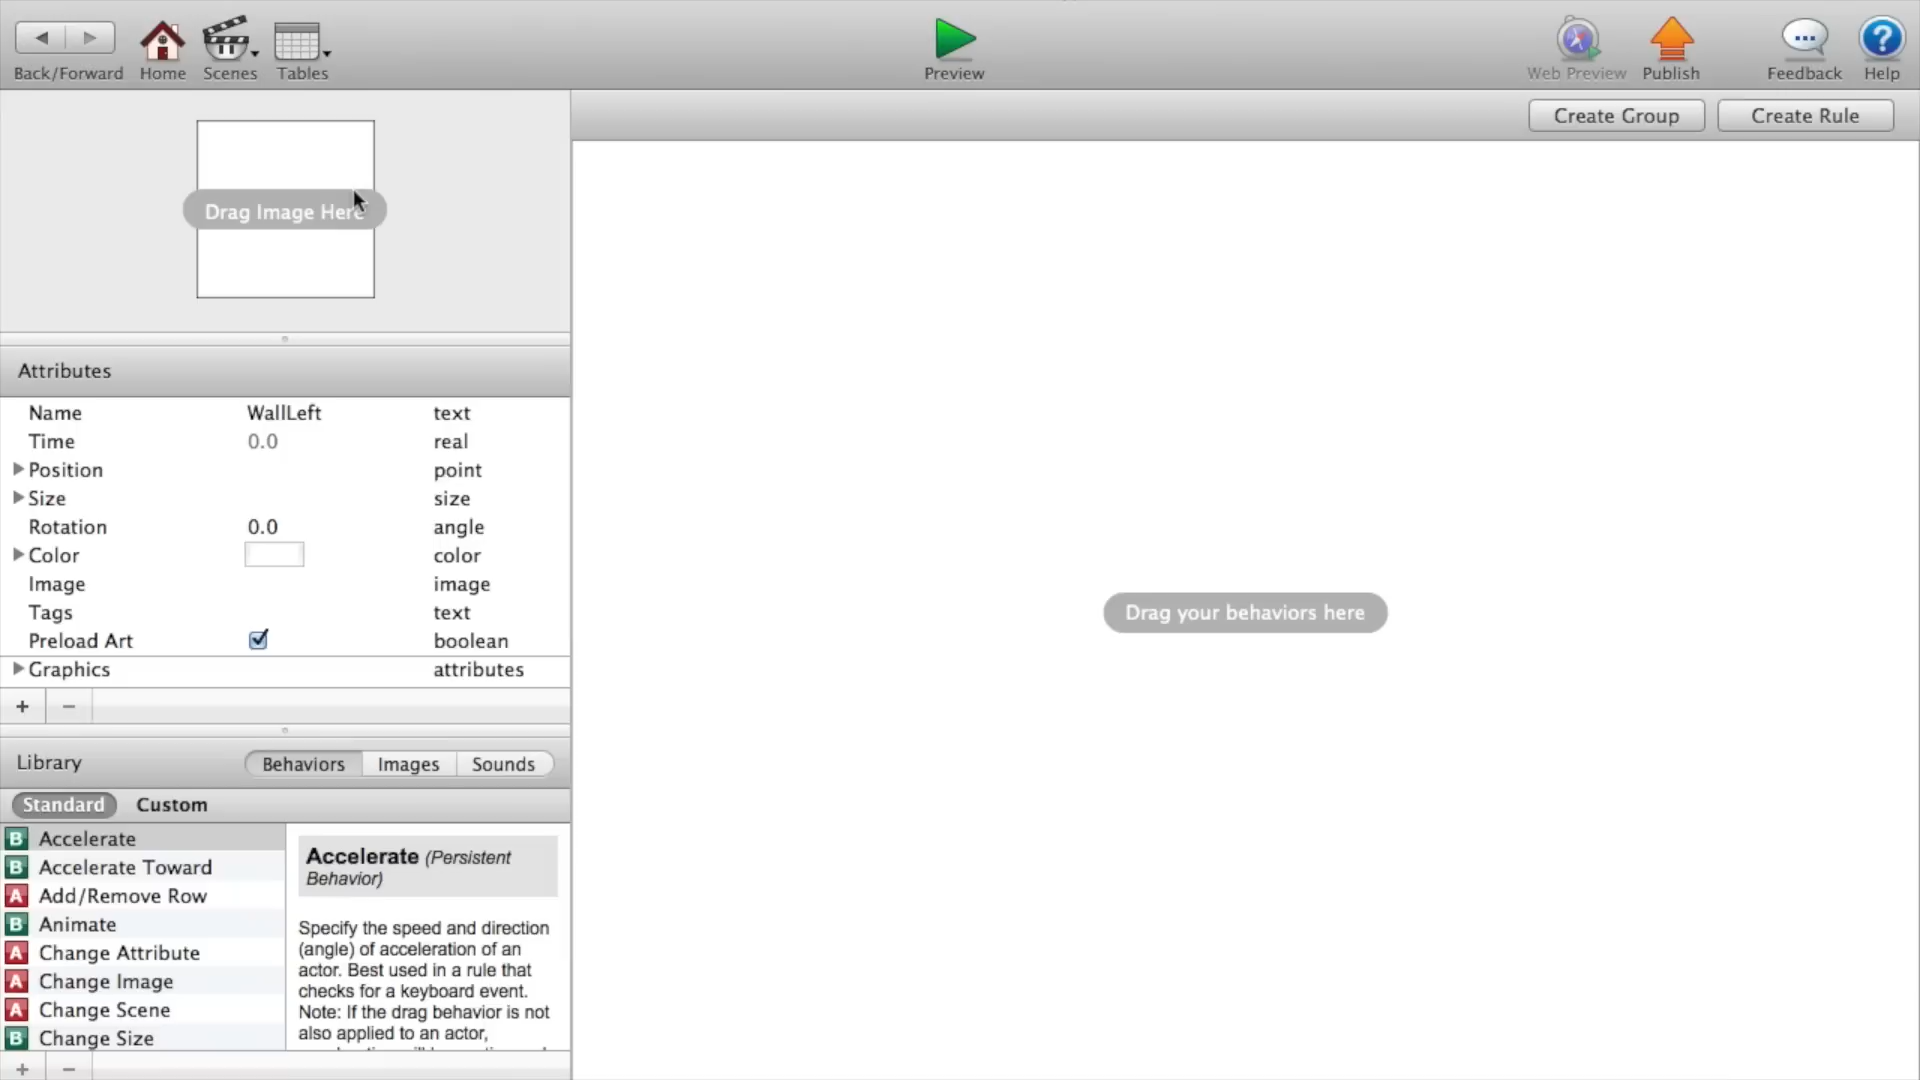 Back/Forward
Home
Scenes
Tables
Preview
Web Preview
Publish
Feedback
Help
Create Group
Create Rule
Drag Image Here
Attributes
Name WallLeft text
Time 0.0 real
Position point
Size size
Rotation 0.0 angle
Color color
Image image
Tags text
Preload Art boolean
Graphics attributes
+ −
Drag your behaviors here
Library Behaviors Images Sounds
Standard Custom
B Accelerate
B Accelerate Toward
A Add/Remove Row
B Animate
A Change Attribute
A Change Image
A Change Scene
B Change Size
Accelerate (Persistent
Behavior)
Specify the speed and direction
(angle) of acceleration of an
actor. Best used in a rule that
checks for a keyboard event.
Note: If the drag behavior is not
also applied to an actor,
+ −